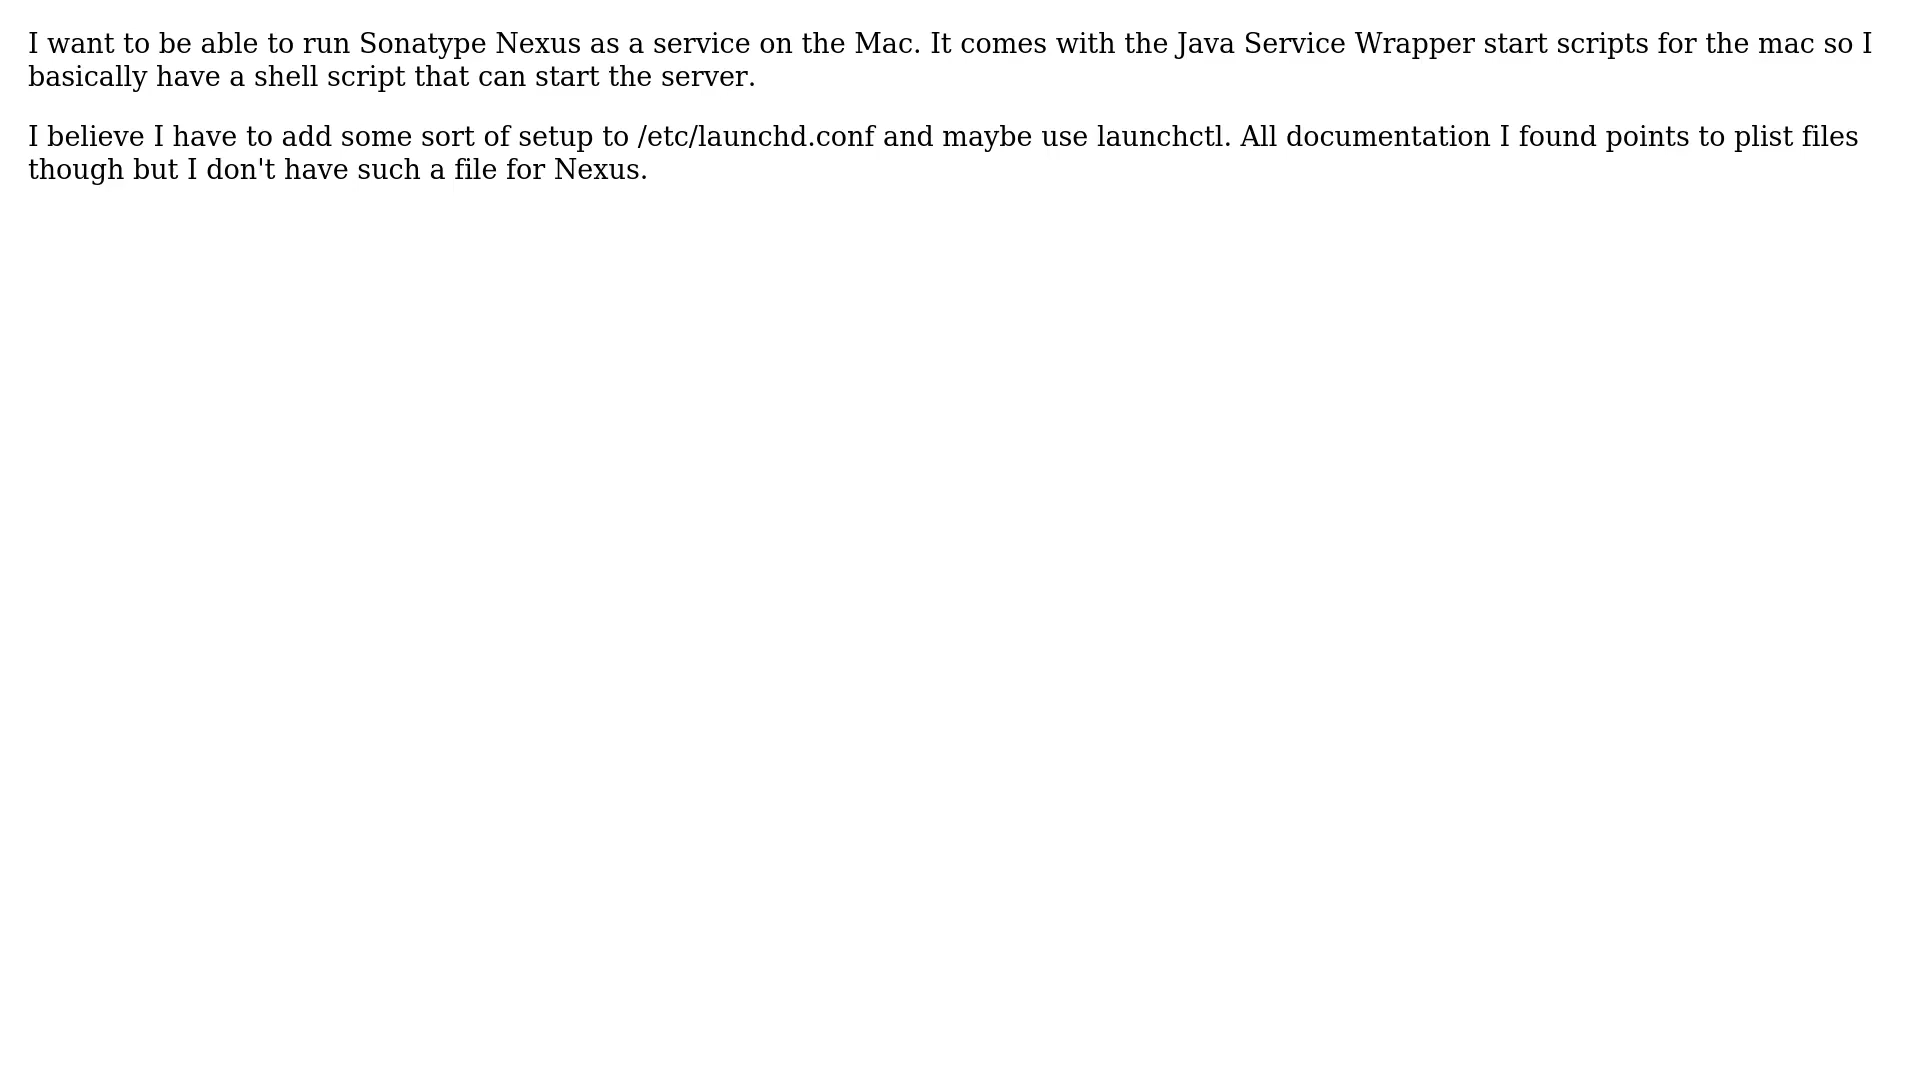 I want to be able to run Sonatype Nexus as a service on the Mac. It comes with the Java Service Wrapper start scripts for the mac so I
basically have a shell script that can start the server.
I believe I have to add some sort of setup to /etc/launchd.conf and maybe use launchctl. All documentation I found points to plist files
though but I don't have such a file for Nexus.